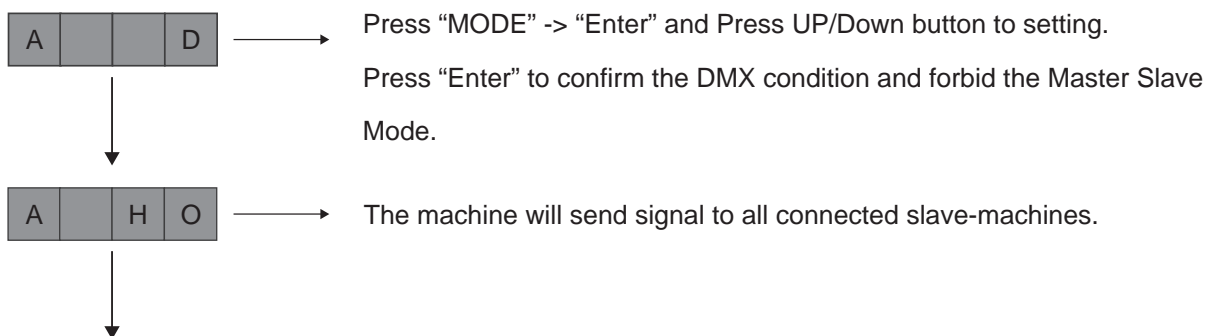 A D Press “MODE” -> “Enter” and Press UP/Down button to setting.
Press “Enter” to confirm the DMX condition and forbid the Master Slave
Mode.
A H O The machine will send signal to all connected slave-machines.